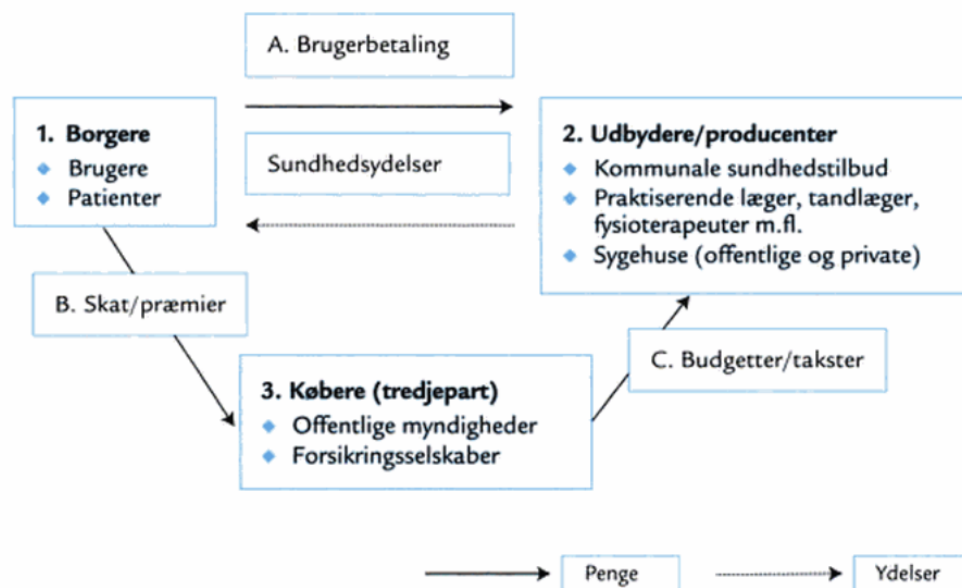 A. Brugerbetaling
1. Borgere
Brugere
Patienter
Sundhedsydelser
2. Udbydere/producenter
Kommunale sundhedstilbud
Praktiserende læger, tandlæger,
fysioterapeuter m.fl.
Sygehuse (offentlige og private)
B. Skat/præmier
C. Budgetter/takster
3. Købere (tredjepart)
Offentlige myndigheder
Forsikringsselskaber
Penge
Ydelser